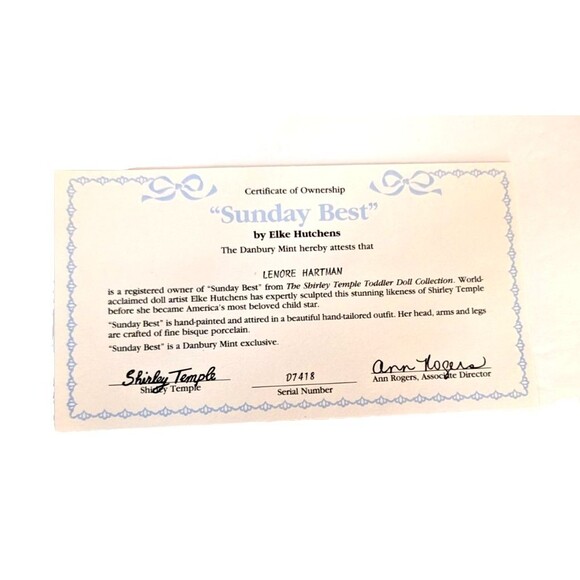 Certificate of Ownership
"Sunday Best"
by Elke Hutchens
The Danbury Mint hereby attests that
LENORE HARTMAN
is a registered owner of "Sunday Best" from The Shirley Temple Toddler Doll Collection. World-
acclaimed doll artist Elke Hutchens has expertly sculpted this stunning likeness of Shirley Temple
before she became America's most beloved child star.
"Sunday Best" is hand-painted and attired in a beautiful hand-tailored outfit. Her head, arms and legs
are crafted of fine bisque porcelain.
"Sunday Best" is a Danbury Mint exclusive.
Shirley Temple
Shirley Temple
D7418
Serial Number
Ann Rogers
Ann Rogers, Associate Director